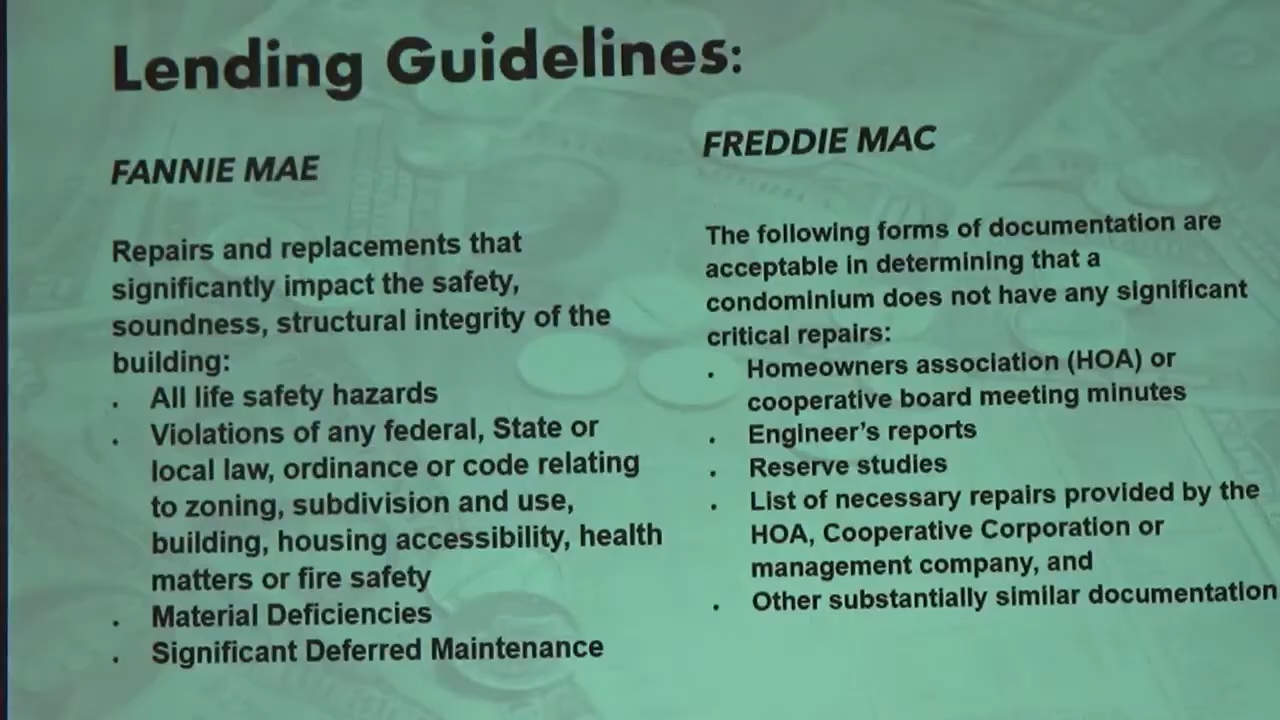 Lending Guidelines:
FANNIE MAE
Repairs and replacements that
significantly impact the safety,
soundness, structural integrity of the
building:
. All life safety hazards
. Violations of any federal, State or
local law, ordinance or code relating
to zoning, subdivision and use,
building, housing accessibility, health
matters or fire safety
. Material Deficiencies
. Significant Deferred Maintenance
FREDDIE MAC
The following forms of documentation are
acceptable in determining that a
condominium does not have any significant
critical repairs:
. Homeowners association (HOA) or
cooperative board meeting minutes
. Engineer’s reports
. Reserve studies
. List of necessary repairs provided by the
HOA, Cooperative Corporation or
management company, and
. Other substantially similar documentation